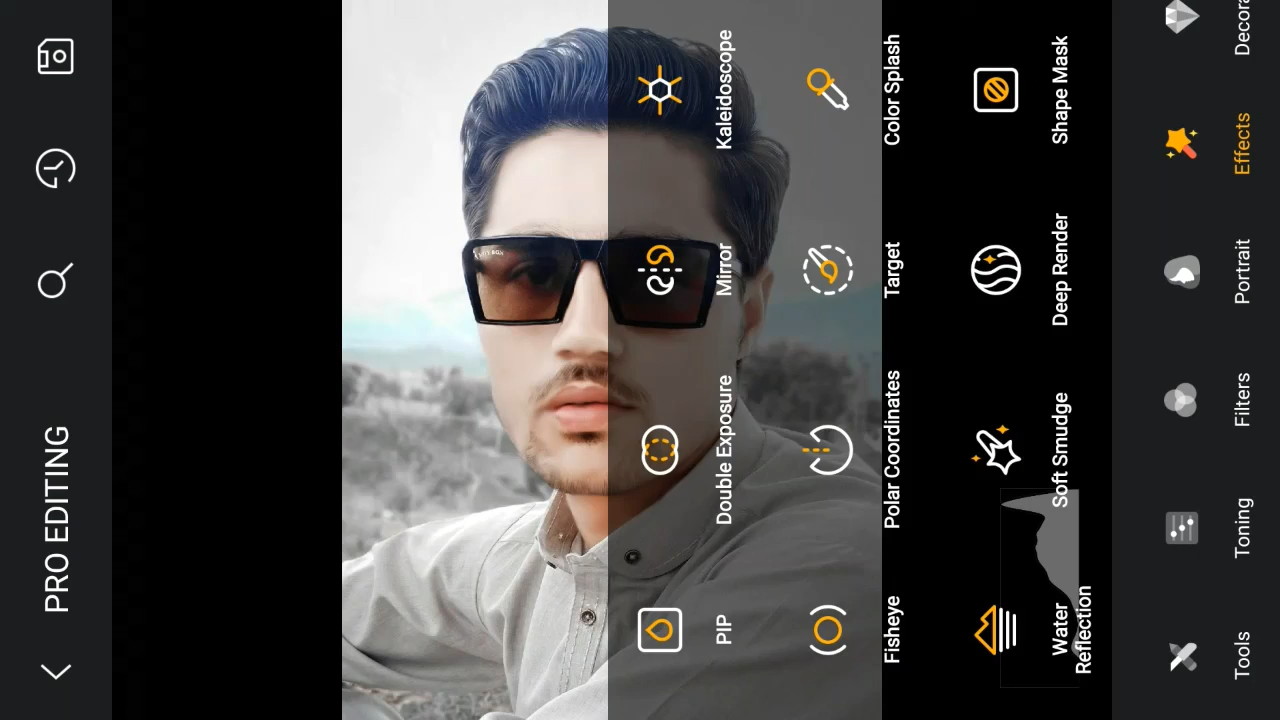 PRO EDITING
PIP
Double Exposure
Mirror
Kaleidoscope
Fisheye
Polar Coordinates
Target
Color Splash
Water
Reflection
Soft Smudge
Deep Render
Shape Mask
Tools
Toning
Filters
Portrait
Effects